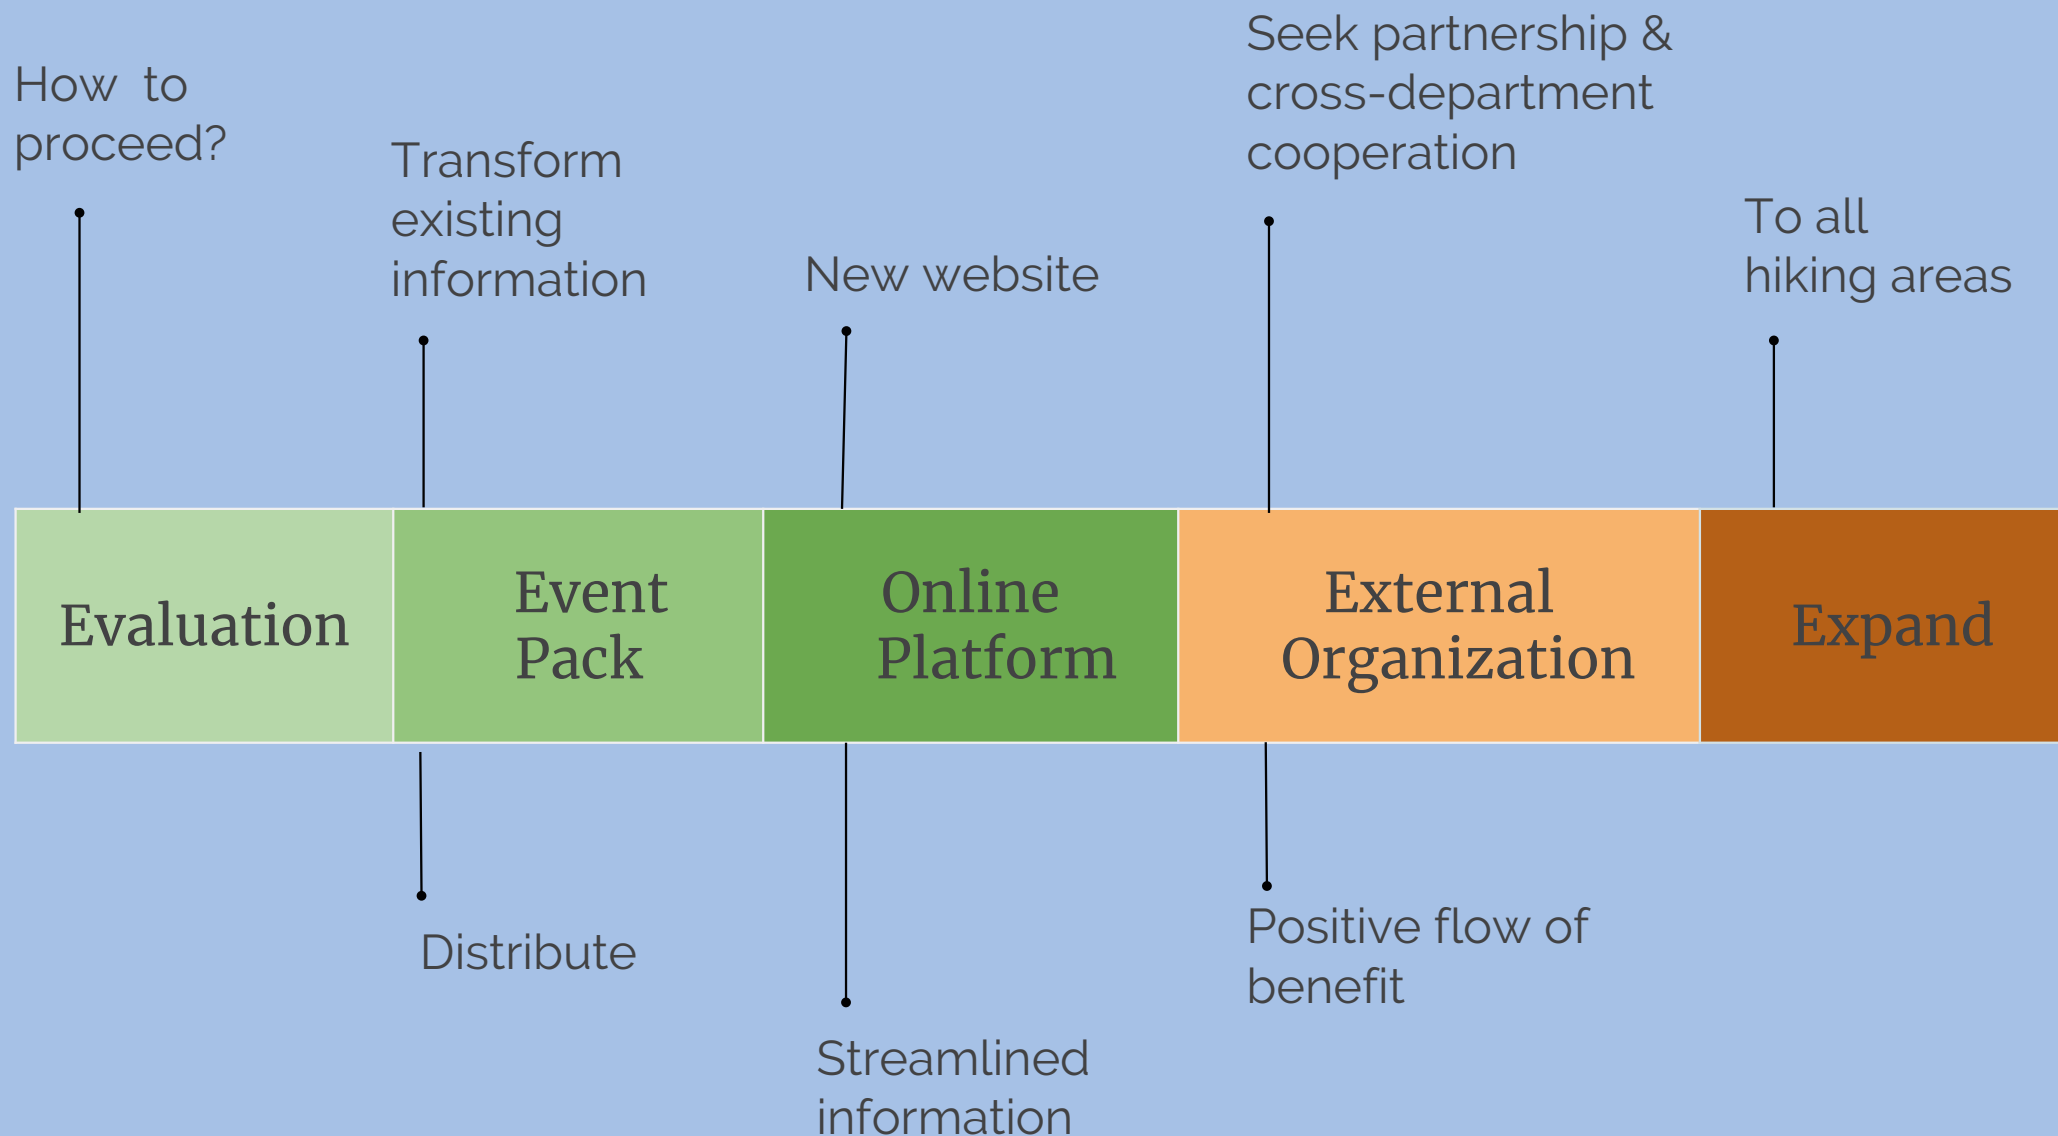 How to
proceed?
Transform
existing
information
New website
Seek partnership &
cross-department
cooperation
To all
hiking areas
Evaluation
Event
Pack
Online
Platform
External
Organization
Expand
Distribute
Streamlined
information
Positive flow of
benefit